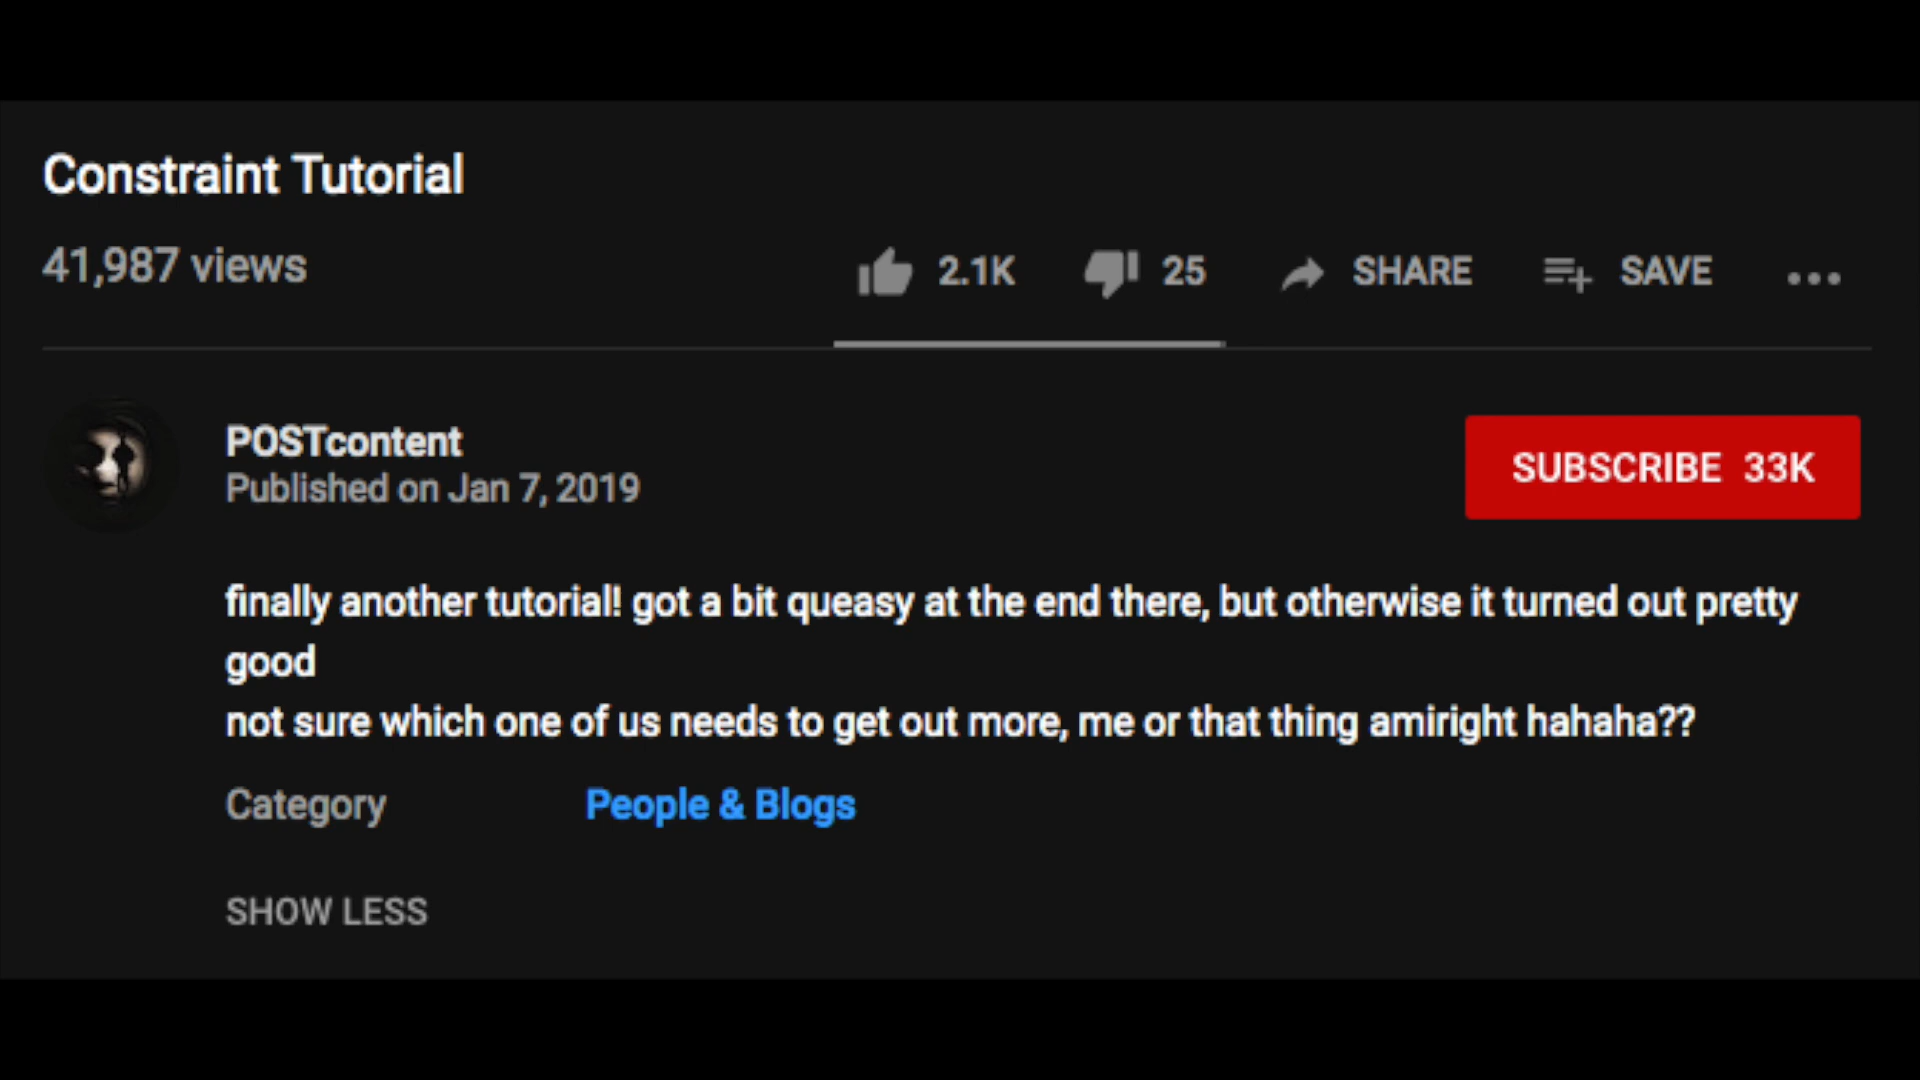 Constraint Tutorial
41,987 views
2.1K 25 SHARE SAVE
POSTcontent
Published on Jan 7, 2019
SUBSCRIBE 33K
finally another tutorial! got a bit queasy at the end there, but otherwise it turned out pretty
good
not sure which one of us needs to get out more, me or that thing amiright hahaha??
Category People & Blogs
SHOW LESS